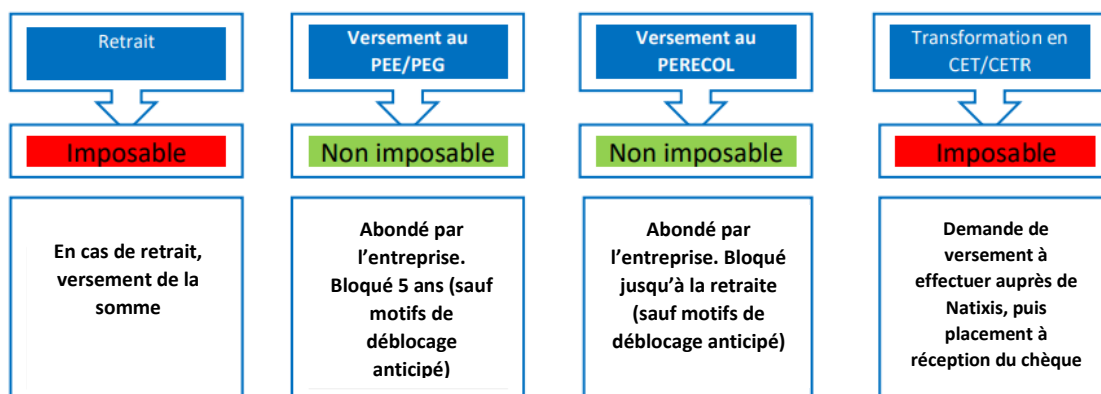 Retrait
Imposable
En cas de retrait,
versement de la
somme
Versement au
PEE/PEG
Non imposable
Abondé par
l’entreprise.
Bloqué 5 ans (sauf
motifs de
déblocage
anticipé)
Versement au
PERECOL
Non imposable
Abondé par
l’entreprise. Bloqué
jusqu’à la retraite
(sauf motifs de
déblocage anticipé)
Transformation en
CET/CETR
Imposable
Demande de
versement à
effectuer auprès de
Natixis, puis
placement à
réception du chèque